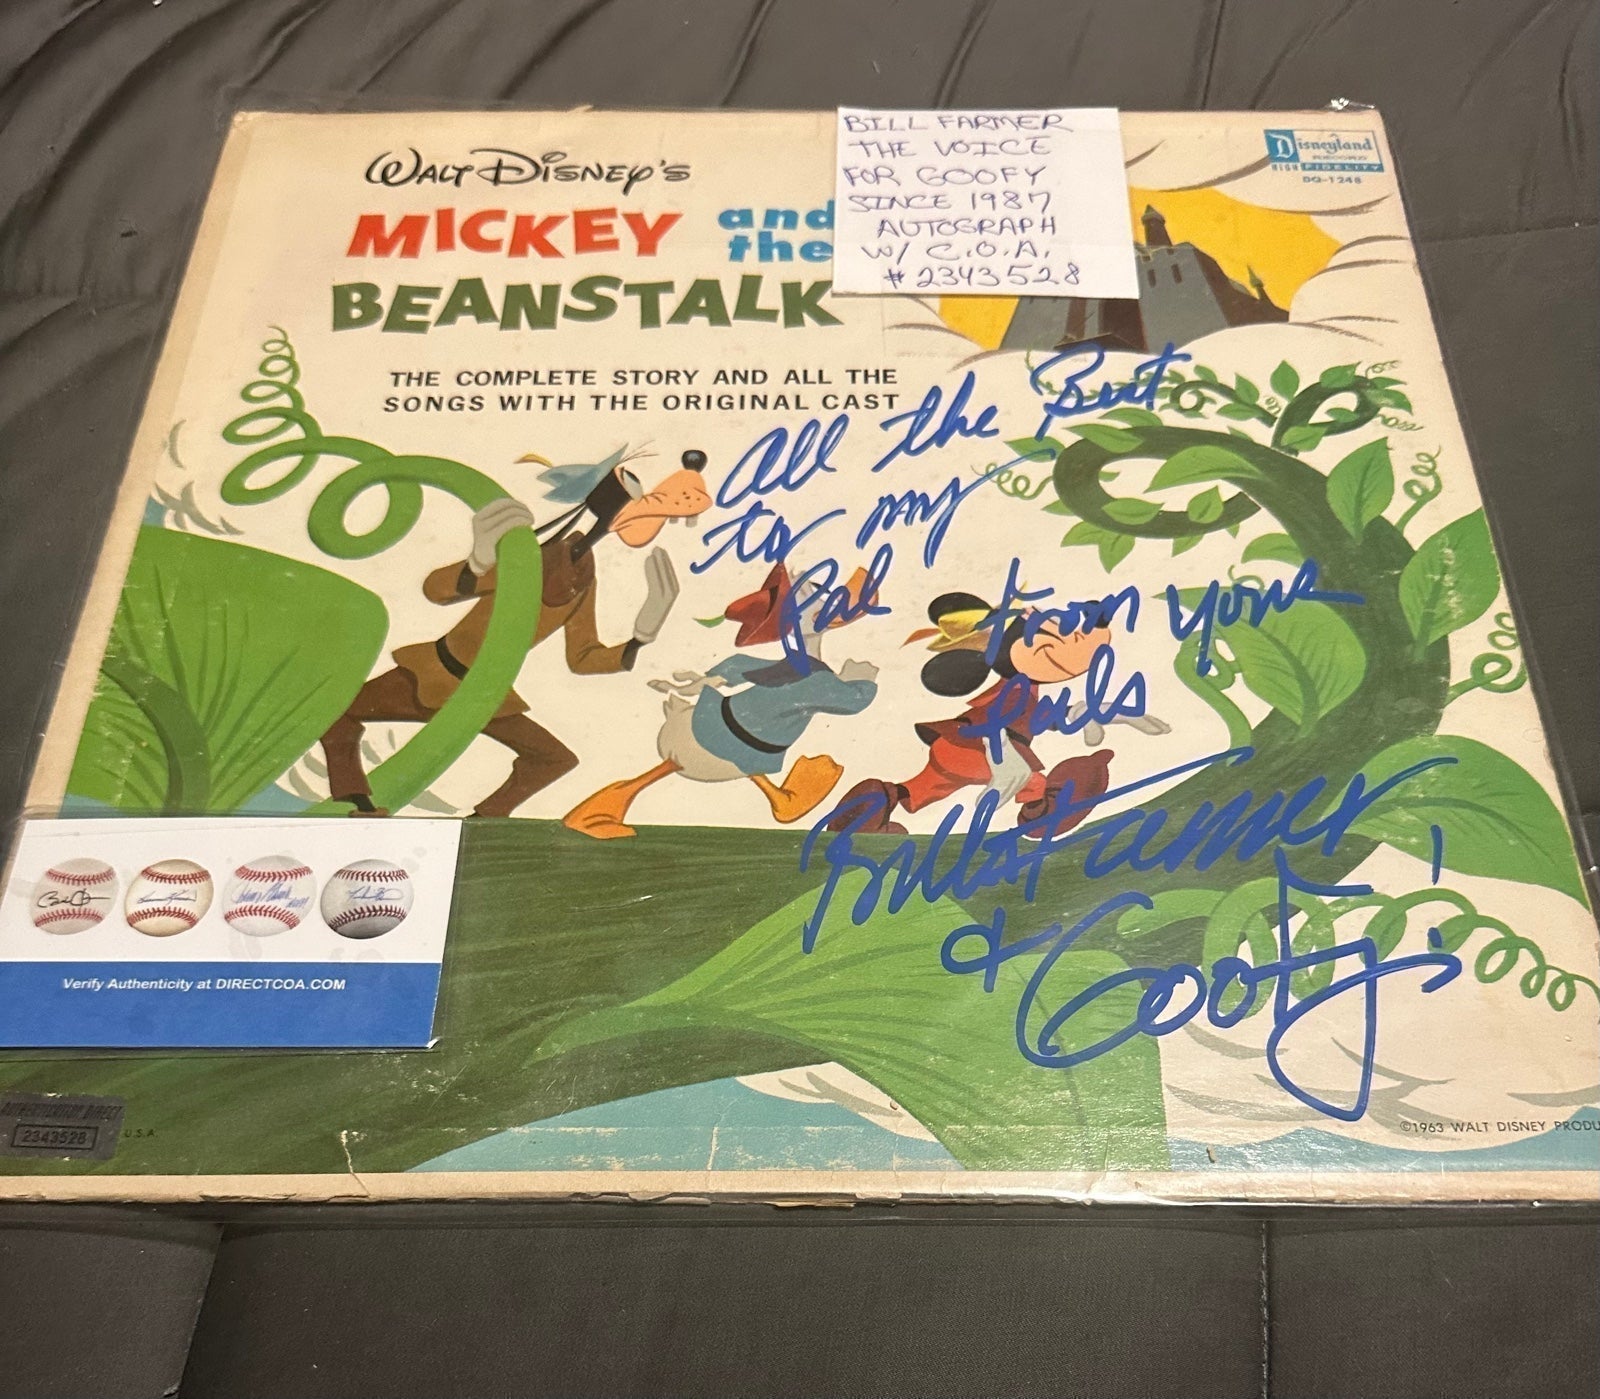 WALT DISNEY'S
MICKEY and the
BEANSTALK
THE COMPLETE STORY AND ALL THE
SONGS WITH THE ORIGINAL CAST
BILL FARMER
THE VOICE
FOR GOOFY
SINCE 1987
AUTOGRAPH
W/ C.O.A.
#2343528
Disneyland
RECORD
HIGH FIDELITY
DQ-1248
All the Best
to my
Pal
From your
Pals
Bill Farmer
& Goofy!
Verify Authenticity at DIRECTCOA.COM
AUTHENTICATION DIRECT
2343528
U.S.A.
©1963 WALT DISNEY PRODU